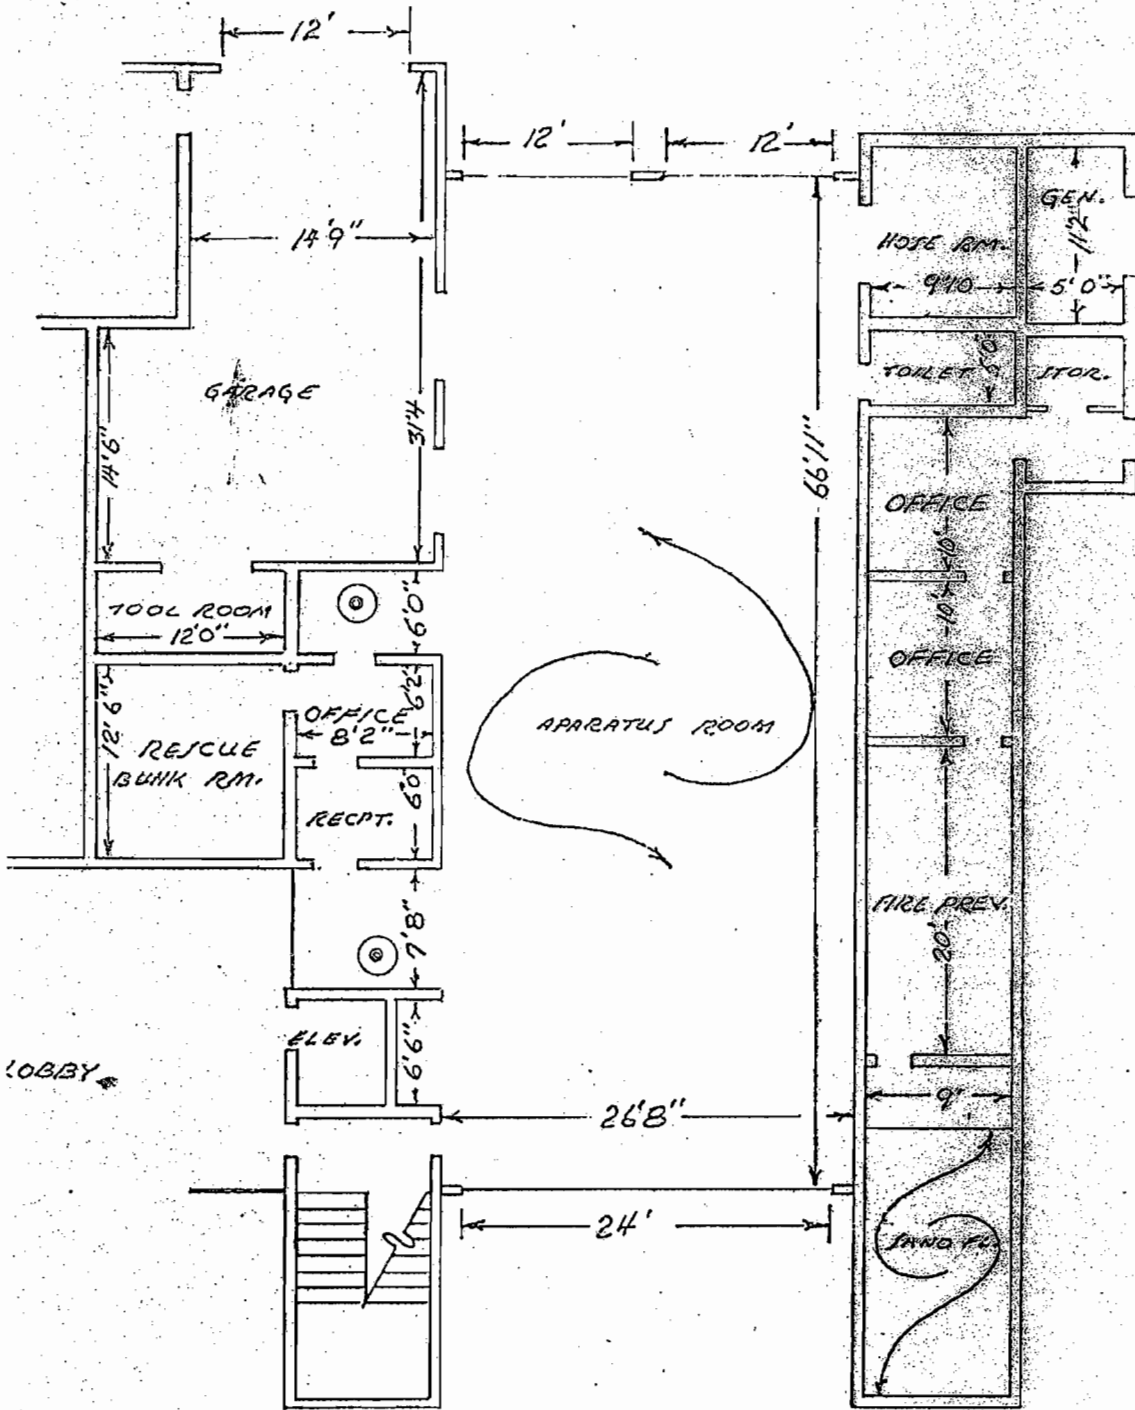 12'
12'
12'
14'9"
GEN.
11'2"
HOSE RM.
9'10
5'0"
GARAGE
14'6"
31'4
66'11"
TOILET
5'0"
STOR.
OFFICE
10'
10'
OFFICE
TOOL ROOM
12'0"
6'0"
RESCUE
BUNK RM.
12'6"
OFFICE
8'2"
6'2"
RECPT.
6'0
APARATUS ROOM
FIRE PREV.
20'
7'8"
ELEV.
6'6"
LOBBY
26'8"
9'
24'
SAND FL.